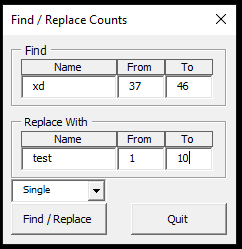 Find / Replace Counts
Find
Name From To
xd 37 46
Replace With
Name From To
test 1 10
Single
Find / Replace Quit